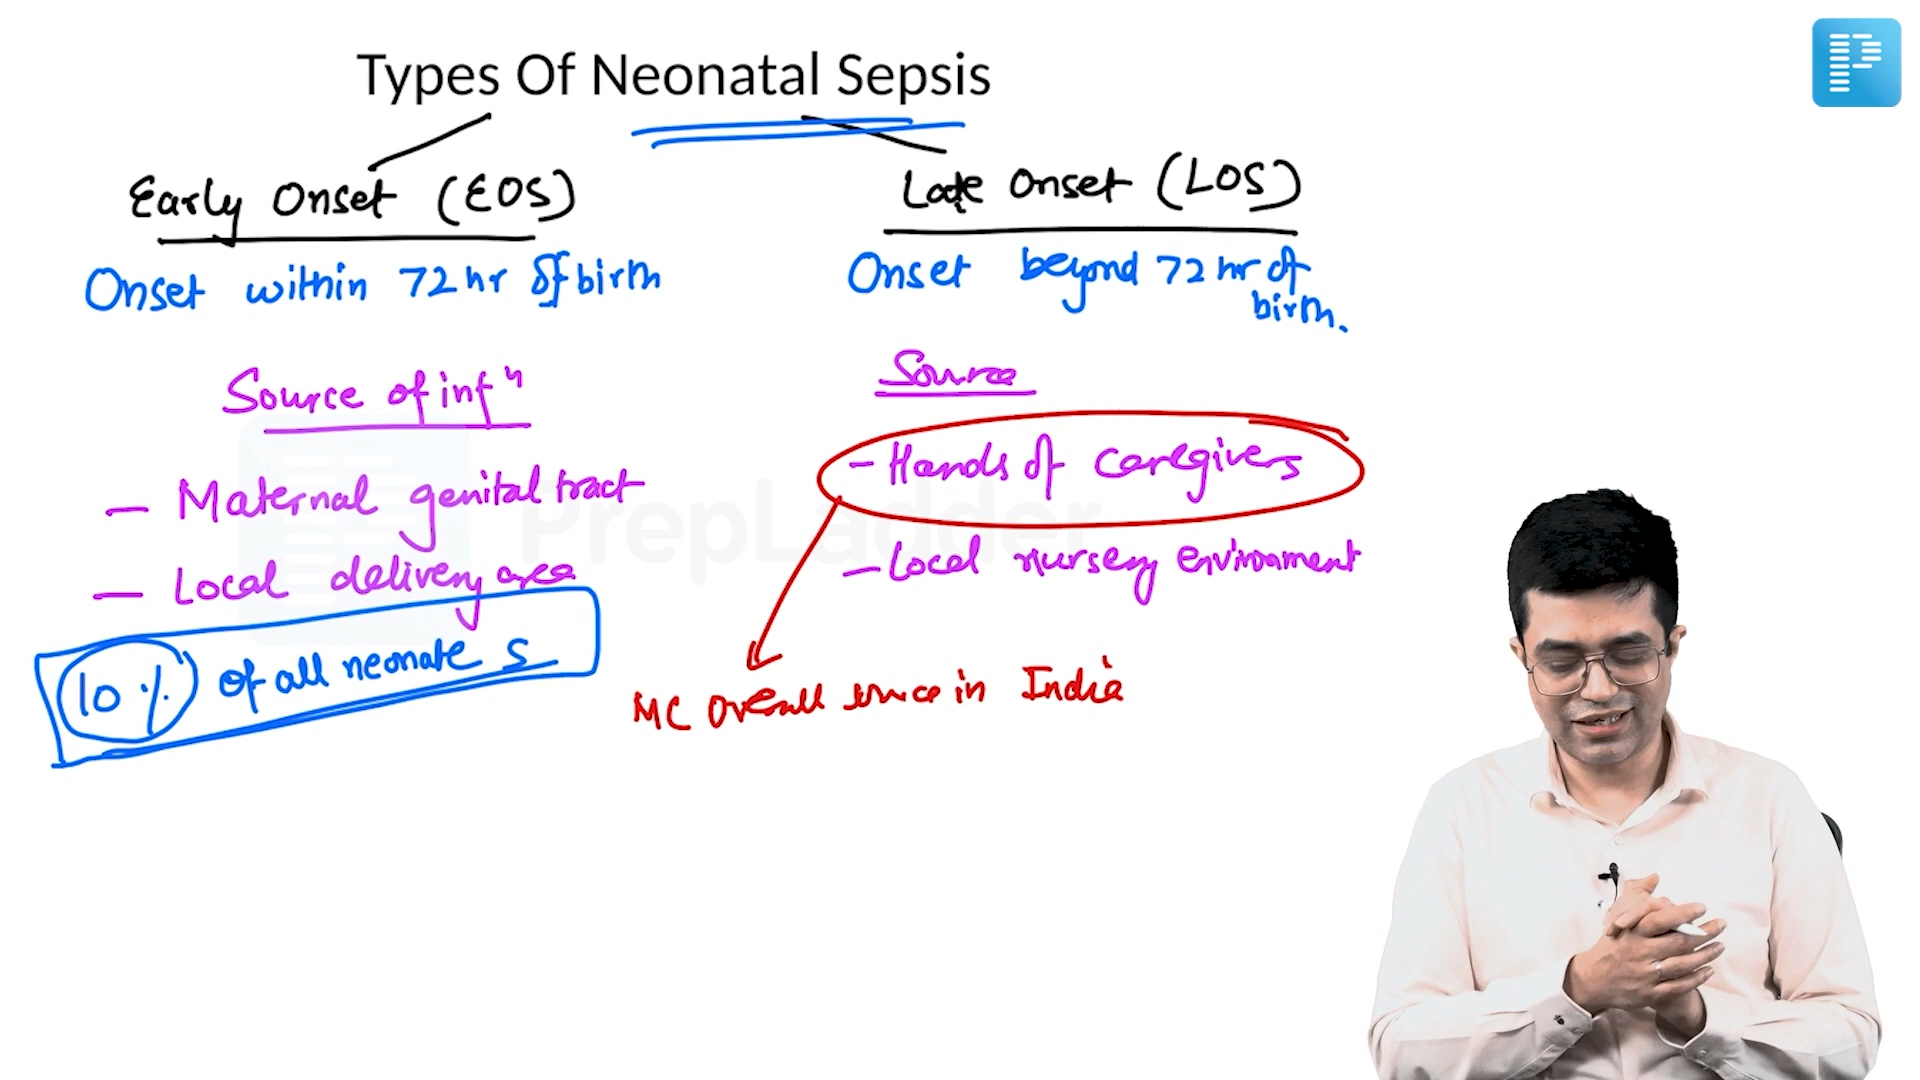 Types Of Neonatal Sepsis
Early Onset (EOS)
Onset within 72 hr of birth
Source of infⁿ
- Maternal genital tract
- Local delivery area
10 % of all neonates
Late Onset (LOS)
Onset beyond 72 hr of
birth.
Source
- Hands of caregivers
- Local nursery environment
MC overall source in India
PrepLadder